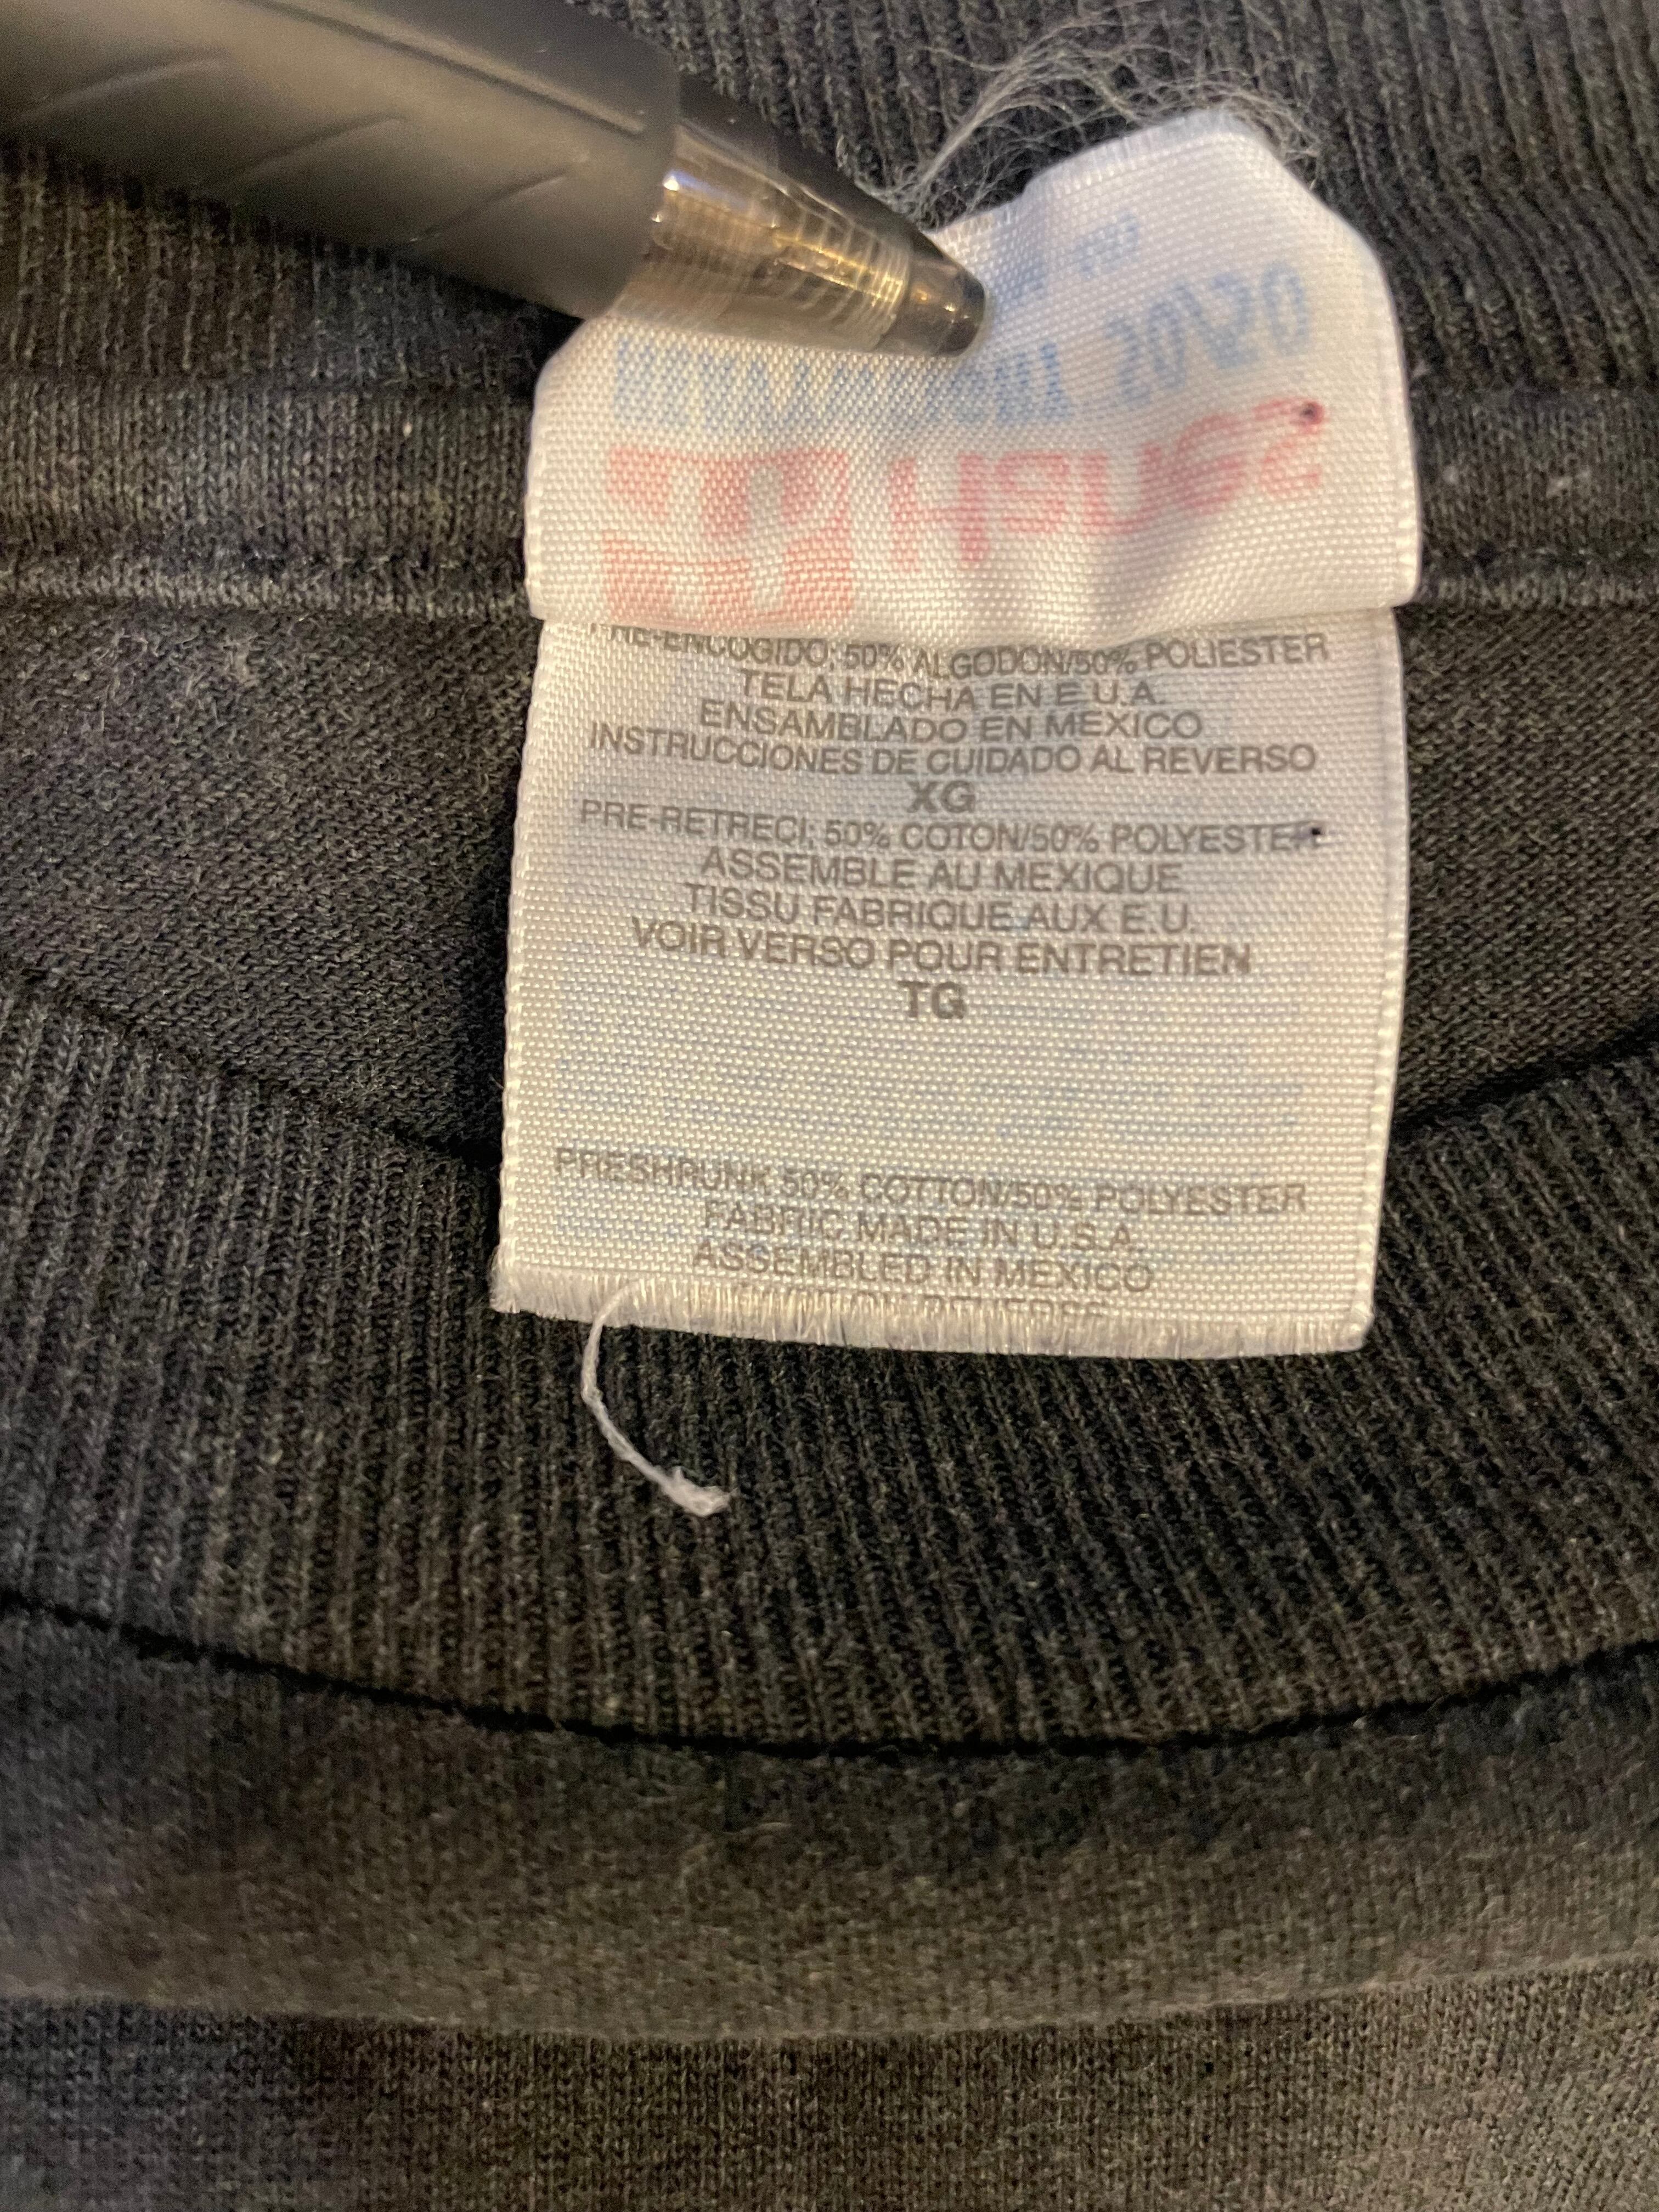 PRE-ENCOGIDO; 50% ALGODON/50% POLIESTER
TELA HECHA EN E.U.A.
ENSAMBLADO EN MEXICO
INSTRUCCIONES DE CUIDADO AL REVERSO
XG
PRE-RETRECI; 50% COTON/50% POLYESTER
ASSEMBLE AU MEXIQUE
TISSU FABRIQUE AUX E.U.
VOIR VERSO POUR ENTRETIEN
TG
PRESHRUNK 50% COTTON/50% POLYESTER
FABRIC MADE IN U.S.A.
ASSEMBLED IN MEXICO
REVERSE